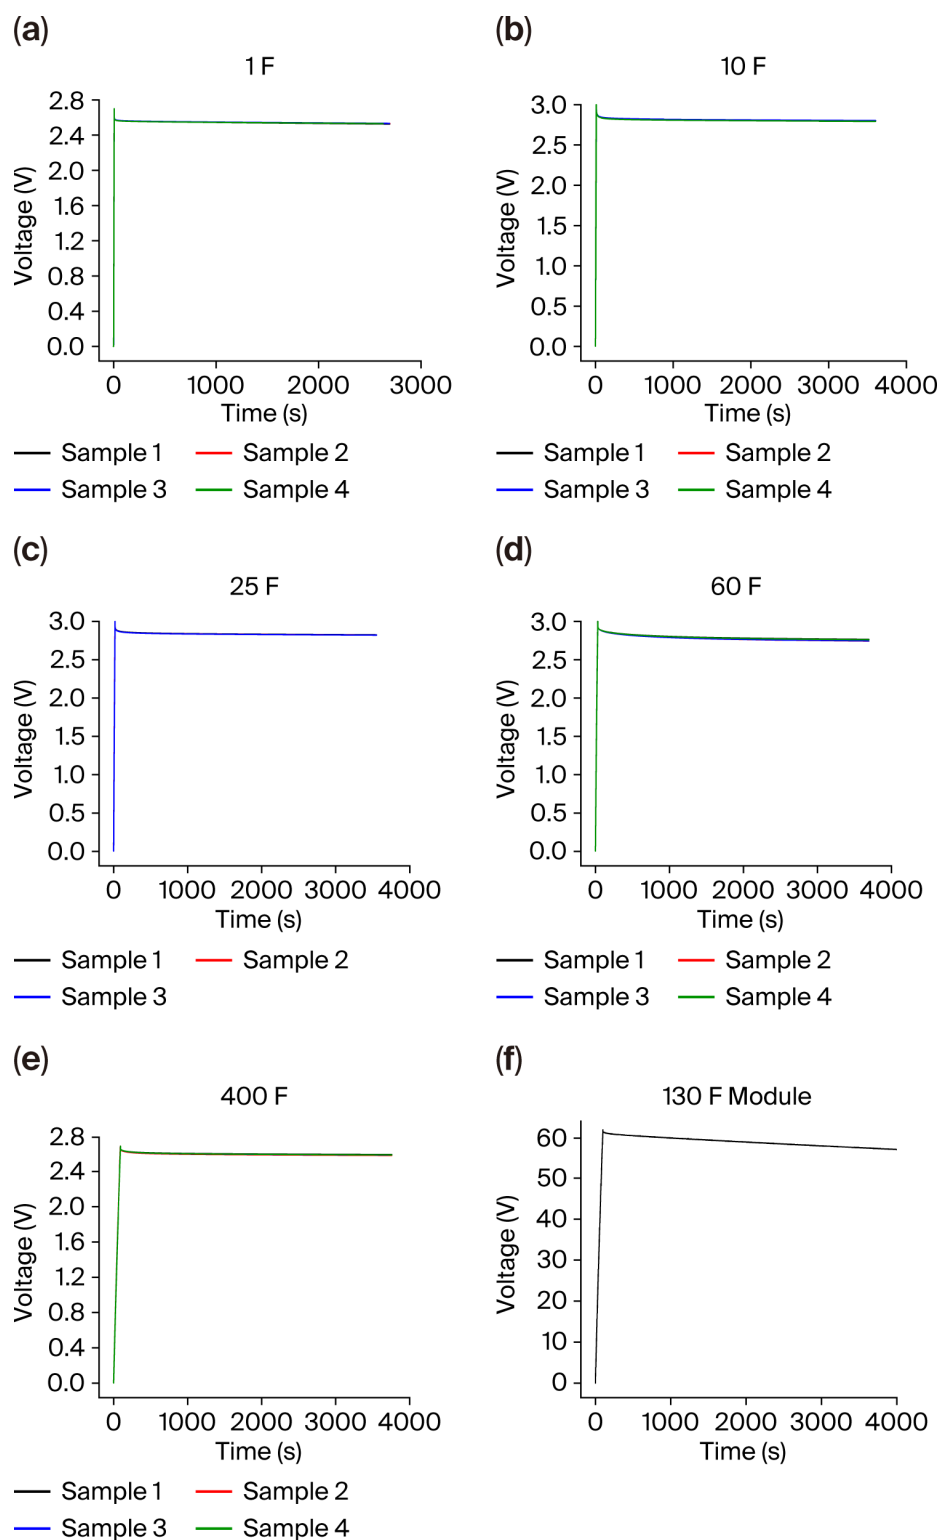 (a)
1 F
Voltage (V)
2.8
2.4
2.0
1.6
1.2
0.8
0.4
0.0
0 1000 2000 3000
Time (s)
Sample 1 Sample 2
Sample 3 Sample 4
(b)
10 F
Voltage (V)
3.0
2.5
2.0
1.5
1.0
0.5
0.0
0 1000 2000 3000 4000
Time (s)
Sample 1 Sample 2
Sample 3 Sample 4
(c)
25 F
Voltage (V)
3.0
2.5
2.0
1.5
1.0
0.5
0.0
0 1000 2000 3000 4000
Time (s)
Sample 1 Sample 2
Sample 3
(d)
60 F
Voltage (V)
3.0
2.5
2.0
1.5
1.0
0.5
0.0
0 1000 2000 3000 4000
Time (s)
Sample 1 Sample 2
Sample 3 Sample 4
(e)
400 F
Voltage (V)
2.8
2.4
2.0
1.6
1.2
0.8
0.4
0.0
0 1000 2000 3000 4000
Time (s)
Sample 1 Sample 2
Sample 3 Sample 4
(f)
130 F Module
Voltage (V)
60
50
40
30
20
10
0
0 1000 2000 3000 4000
Time (s)